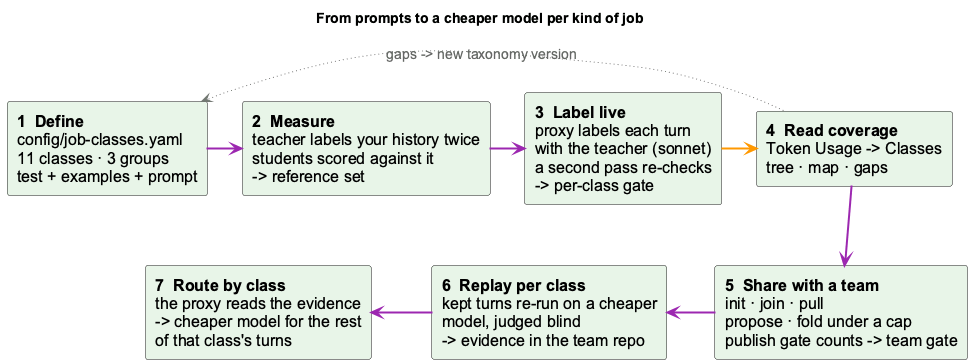 From prompts to a cheaper model per kind of job
gaps -> new taxonomy version
1 Define
config/job-classes.yaml
11 classes · 3 groups
test + examples + prompt
2 Measure
teacher labels your history twice
students scored against it
-> reference set
3 Label live
proxy labels each turn
with the teacher (sonnet)
a second pass re-checks
-> per-class gate
4 Read coverage
Token Usage -> Classes
tree · map · gaps
5 Share with a team
init · join · pull
propose · fold under a cap
publish gate counts -> team gate
6 Replay per class
kept turns re-run on a cheaper
model, judged blind
-> evidence in the team repo
7 Route by class
the proxy reads the evidence
-> cheaper model for the rest
of that class's turns